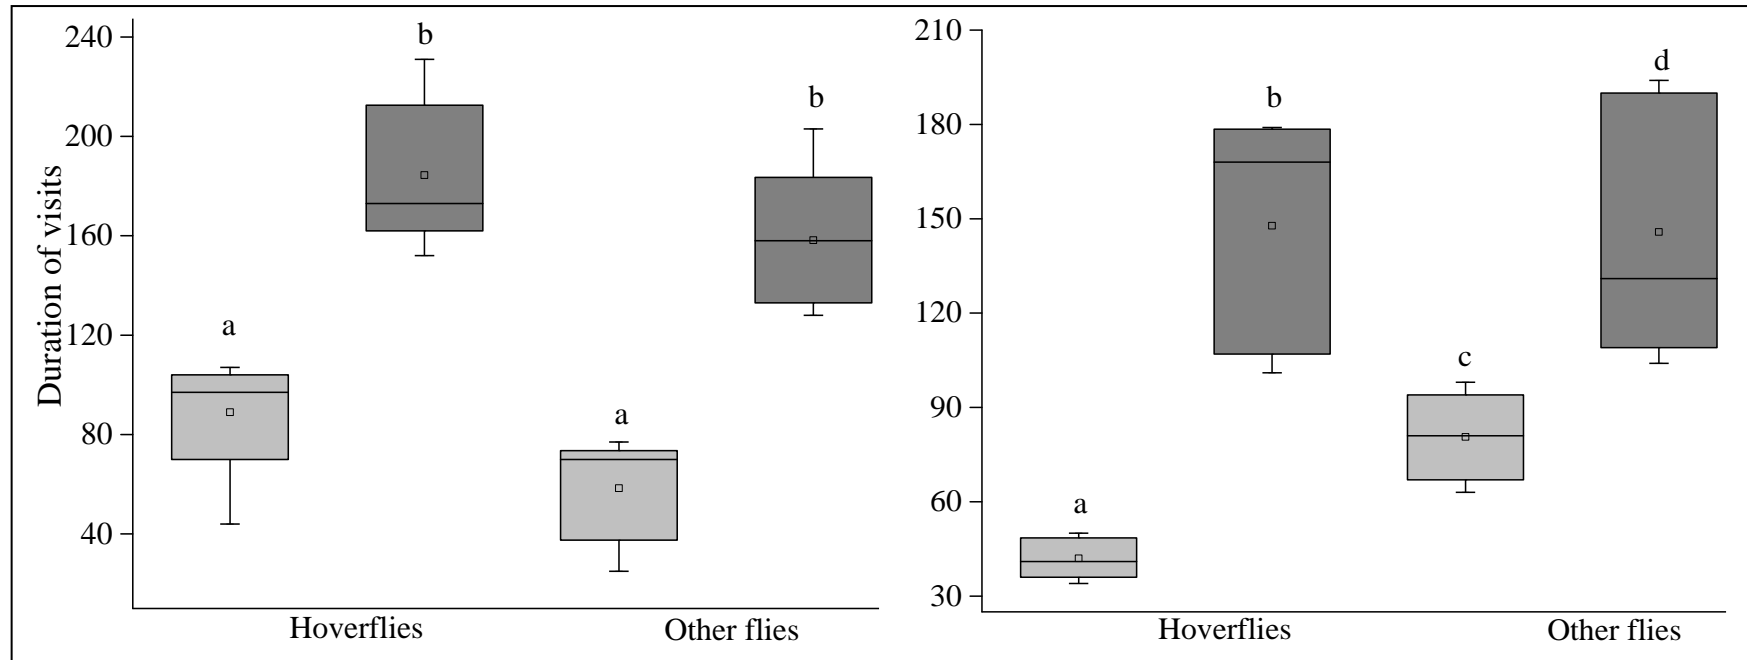 Duration of visits
240
200
160
120
80
40
a
b
a
b
Hoverflies
Other flies
210
180
150
120
90
60
30
a
b
c
d
Hoverflies
Other flies